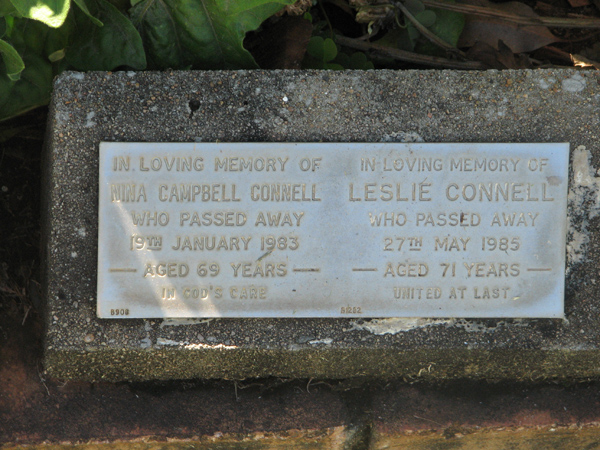 IN LOVING MEMORY OF
NINA CAMPBELL CONNELL
WHO PASSED AWAY
19TH JANUARY 1983
— AGED 69 YEARS —
IN GOD'S CARE
8908
IN LOVING MEMORY OF
LESLIE CONNELL
WHO PASSED AWAY
27TH MAY 1985
— AGED 71 YEARS —
UNITED AT LAST